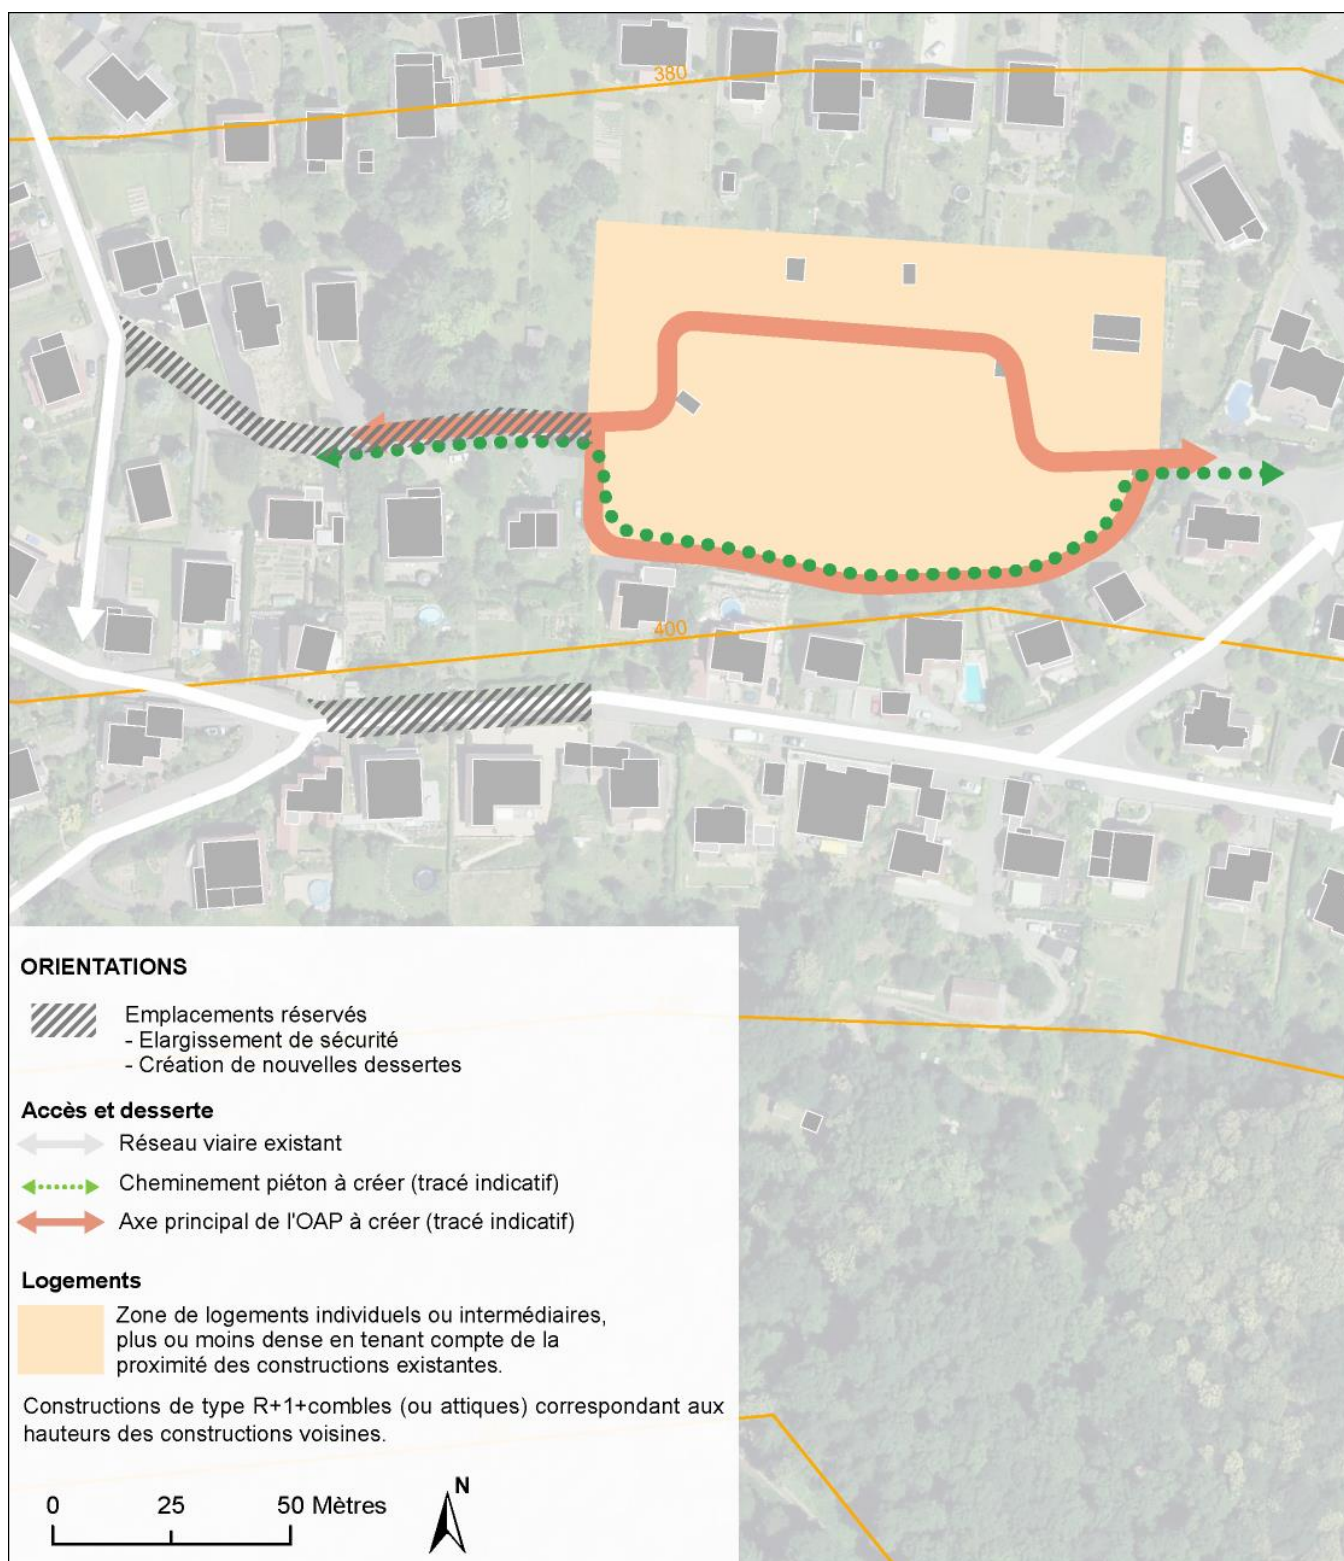 380
400
ORIENTATIONS
Emplacements réservés
- Elargissement de sécurité
- Création de nouvelles dessertes
Accès et desserte
Réseau viaire existant
Cheminement piéton à créer (tracé indicatif)
Axe principal de l'OAP à créer (tracé indicatif)
Logements
Zone de logements individuels ou intermédiaires,
plus ou moins dense en tenant compte de la
proximité des constructions existantes.
Constructions de type R+1+combles (ou attiques) correspondant aux
hauteurs des constructions voisines.
0 25 50 Mètres
N